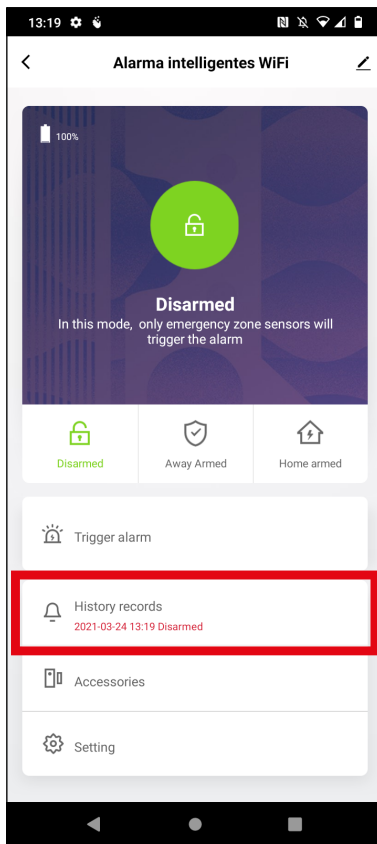 13:19
Alarma intelligentes WiFi
100%
Disarmed
In this mode, only emergency zone sensors will
trigger the alarm
Disarmed
Away Armed
Home armed
Trigger alarm
History records
2021-03-24 13:19 Disarmed
Accessories
Setting